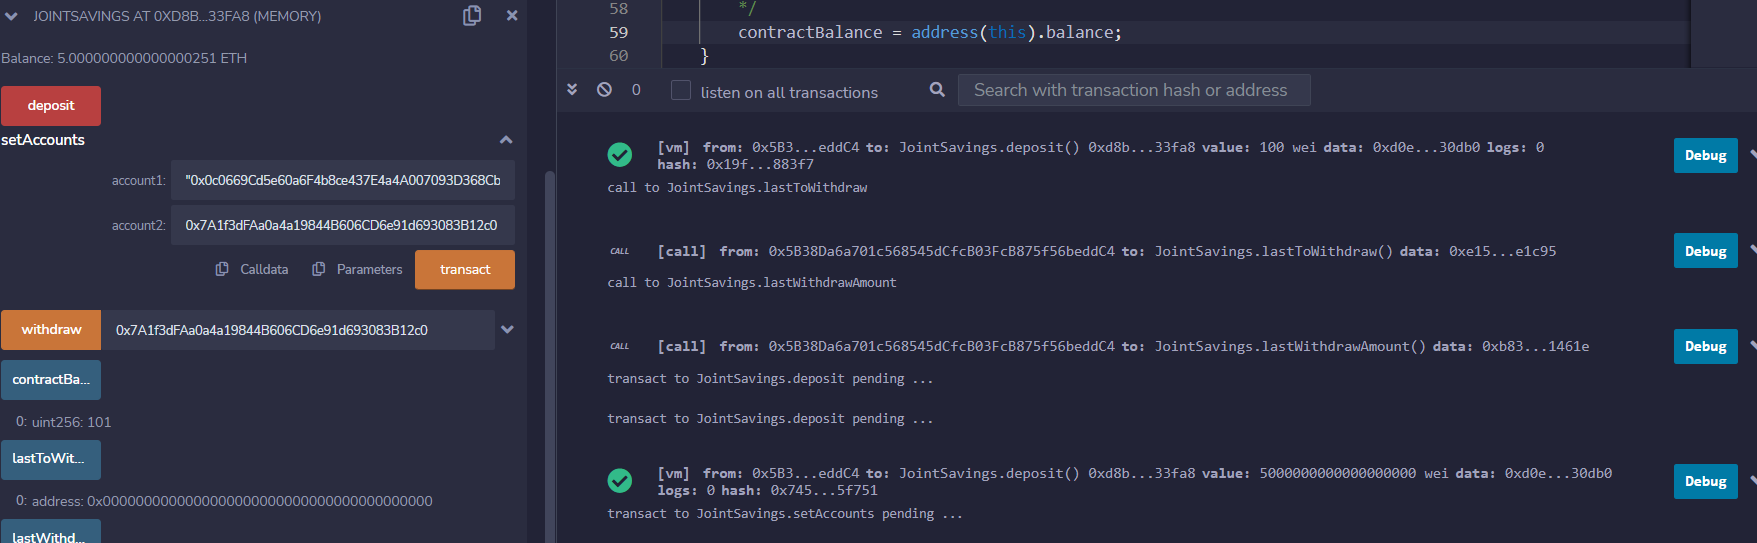 JOINTSAVINGS AT 0XD8B...33FA8 (MEMORY)
Balance: 5.000000000000000251 ETH
deposit
setAccounts
account1: "0x0c0669Cd5e60a6F4b8ce437E4a4A007093D368Cb
account2: 0x7A1f3dFAa0a4a19844B606CD6e91d693083B12c0
Calldata Parameters transact
withdraw 0x7A1f3dFAa0a4a19844B606CD6e91d693083B12c0
contractBa...
0: uint256: 101
lastToWit...
0: address: 0x0000000000000000000000000000000000000000
lastWithd...
58 */
59 contractBalance = address(this).balance;
60 }
0 listen on all transactions Search with transaction hash or address
[vm] from: 0x5B3...eddC4 to: JointSavings.deposit() 0xd8b...33fa8 value: 100 wei data: 0xd0e...30db0 logs: 0 Debug
hash: 0x19f...883f7
call to JointSavings.lastToWithdraw
CALL [call] from: 0x5B38Da6a701c568545dCfcB03FcB875f56beddC4 to: JointSavings.lastToWithdraw() data: 0xe15...e1c95 Debug
call to JointSavings.lastWithdrawAmount
CALL [call] from: 0x5B38Da6a701c568545dCfcB03FcB875f56beddC4 to: JointSavings.lastWithdrawAmount() data: 0xb83...1461e Debug
transact to JointSavings.deposit pending ...
transact to JointSavings.deposit pending ...
[vm] from: 0x5B3...eddC4 to: JointSavings.deposit() 0xd8b...33fa8 value: 5000000000000000000 wei data: 0xd0e...30db0 Debug
logs: 0 hash: 0x745...5f751
transact to JointSavings.setAccounts pending ...